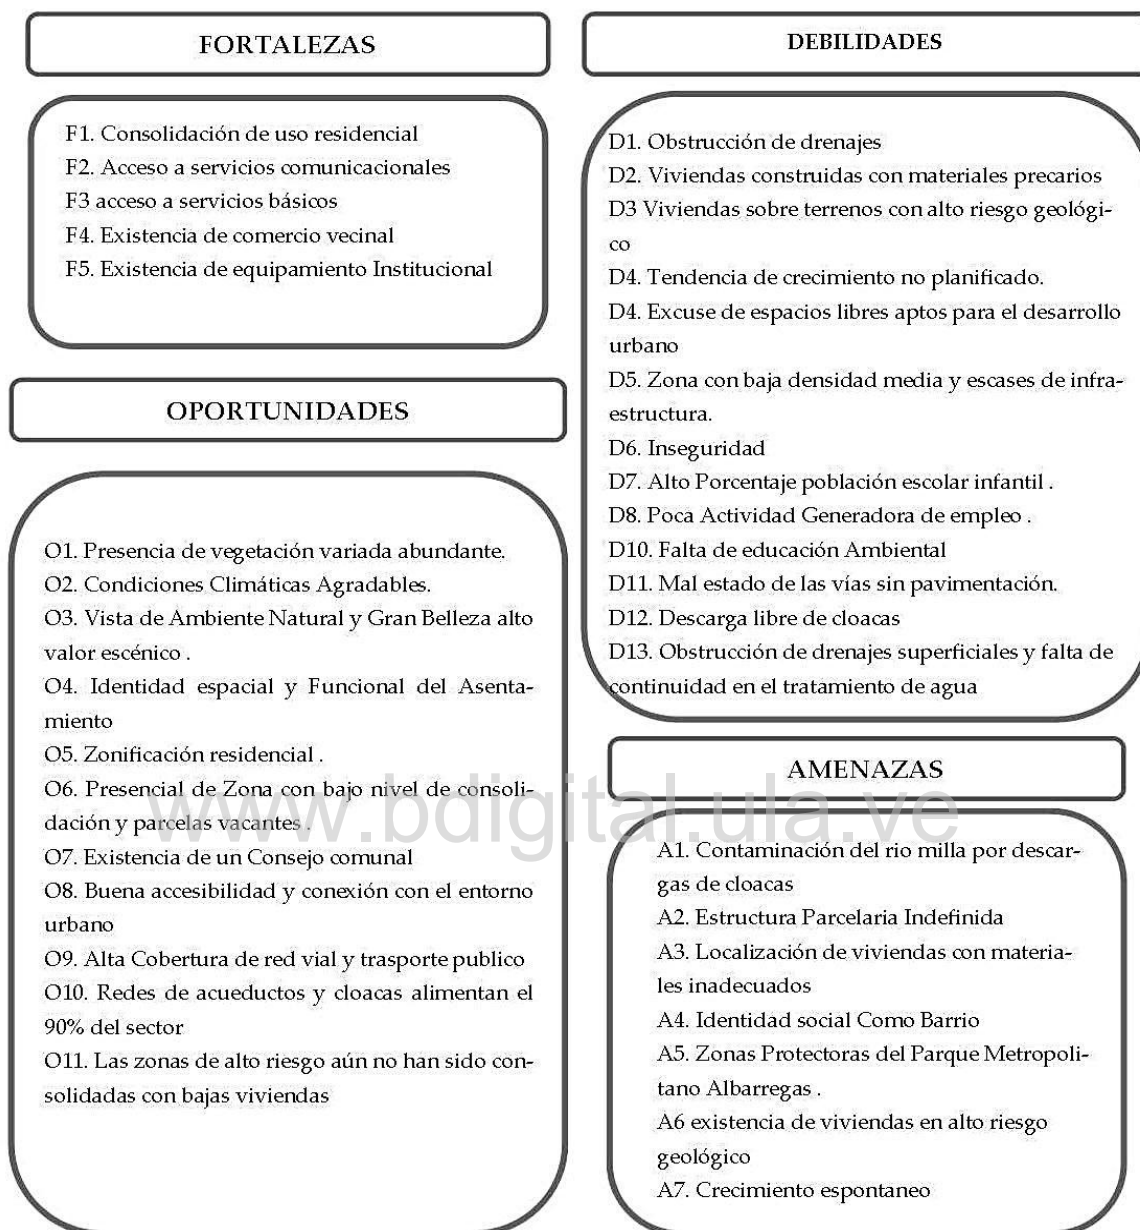 FORTALEZAS
F1. Consolidación de uso residencial
F2. Acceso a servicios comunicacionales
F3 acceso a servicios básicos
F4. Existencia de comercio vecinal
F5. Existencia de equipamiento Institucional
OPORTUNIDADES
O1. Presencia de vegetación variada abundante.
O2. Condiciones Climáticas Agradables.
O3. Vista de Ambiente Natural y Gran Belleza alto
valor escénico .
O4. Identidad espacial y Funcional del Asenta-
miento
O5. Zonificación residencial .
O6. Presencial de Zona con bajo nivel de consoli-
dación y parcelas vacantes .
O7. Existencia de un Consejo comunal
O8. Buena accesibilidad y conexión con el entorno
urbano
O9. Alta Cobertura de red vial y trasporte publico
O10. Redes de acueductos y cloacas alimentan el
90% del sector
O11. Las zonas de alto riesgo aún no han sido con-
solidadas con bajas viviendas
DEBILIDADES
D1. Obstrucción de drenajes
D2. Viviendas construidas con materiales precarios
D3 Viviendas sobre terrenos con alto riesgo geológi-
co
D4. Tendencia de crecimiento no planificado.
D4. Excuse de espacios libres aptos para el desarrollo
urbano
D5. Zona con baja densidad media y escases de infra-
estructura.
D6. Inseguridad
D7. Alto Porcentaje población escolar infantil .
D8. Poca Actividad Generadora de empleo .
D10. Falta de educación Ambiental
D11. Mal estado de las vías sin pavimentación.
D12. Descarga libre de cloacas
D13. Obstrucción de drenajes superficiales y falta de
continuidad en el tratamiento de agua
AMENAZAS
A1. Contaminación del rio milla por descar-
gas de cloacas
A2. Estructura Parcelaria Indefinida
A3. Localización de viviendas con materia-
les inadecuados
A4. Identidad social Como Barrio
A5. Zonas Protectoras del Parque Metropoli-
tano Albarregas .
A6 existencia de viviendas en alto riesgo
geológico
A7. Crecimiento espontaneo
www.bdigital.ula.ve